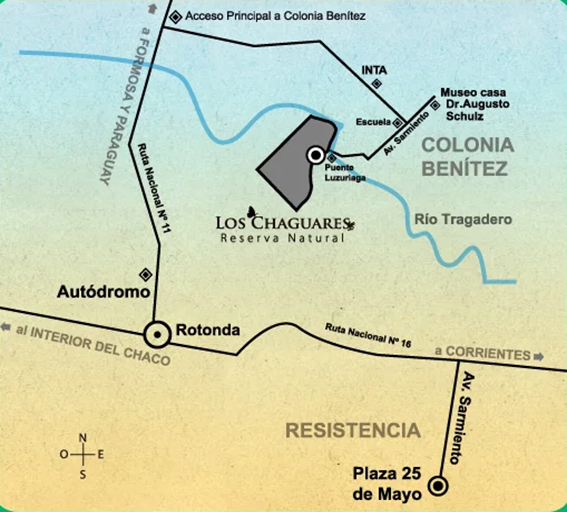 Acceso Principal a Colonia Benítez
a FORMOSA Y PARAGUAY
INTA
Museo casa
Dr.Augusto
Schulz
Escuela
Av. Sarmiento
COLONIA
BENÍTEZ
Puente
Luzuriaga
Ruta Nacional Nº 11
LOS CHAGUARES
Reserva Natural
Río Tragadero
Autódromo
Rotonda
al INTERIOR DEL CHACO
Ruta Nacional Nº 16
a CORRIENTES
Av. Sarmiento
RESISTENCIA
N
O E
S
Plaza 25
de Mayo